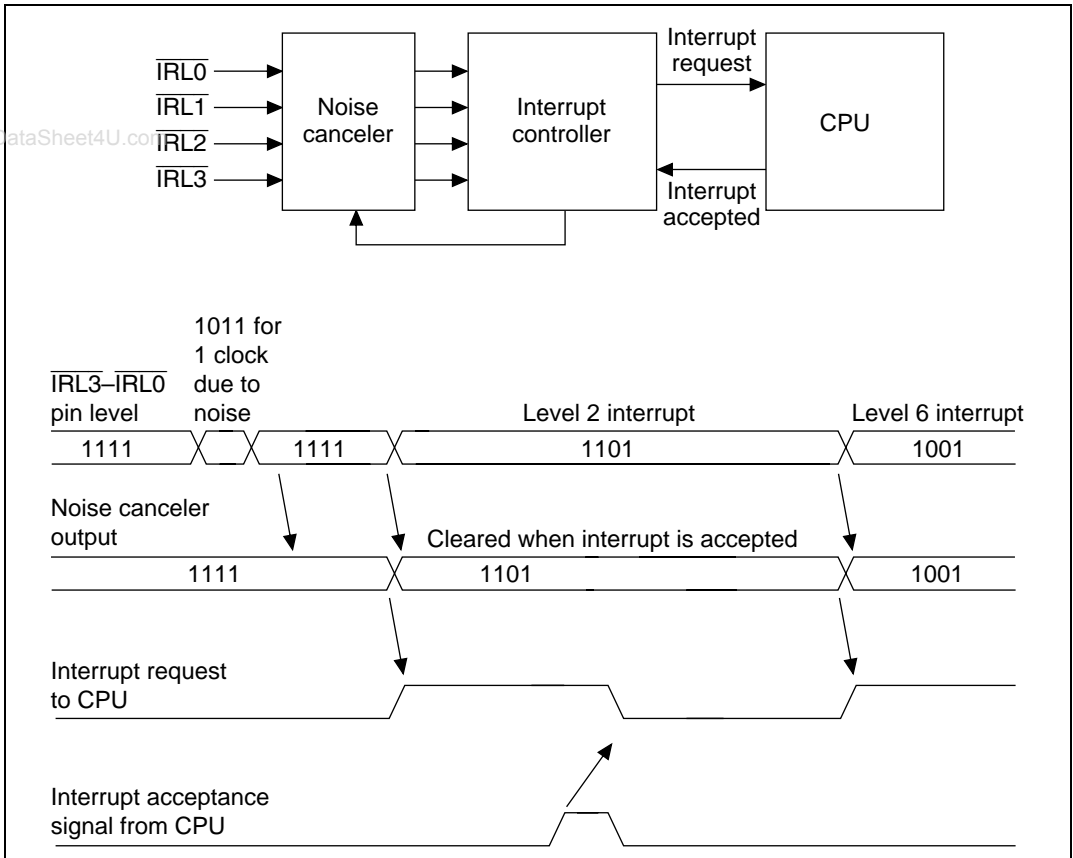 Interrupt
request
IRL0
IRL1
IRL2
IRL3
Noise
canceler
Interrupt
controller
CPU
Interrupt
accepted
DataSheet4U.com
1011 for
1 clock
due to
noise
IRL3–IRL0
pin level
Level 2 interrupt
Level 6 interrupt
1111
1111
1101
1001
Noise canceler
output
Cleared when interrupt is accepted
1111
1101
1001
Interrupt request
to CPU
Interrupt acceptance
signal from CPU